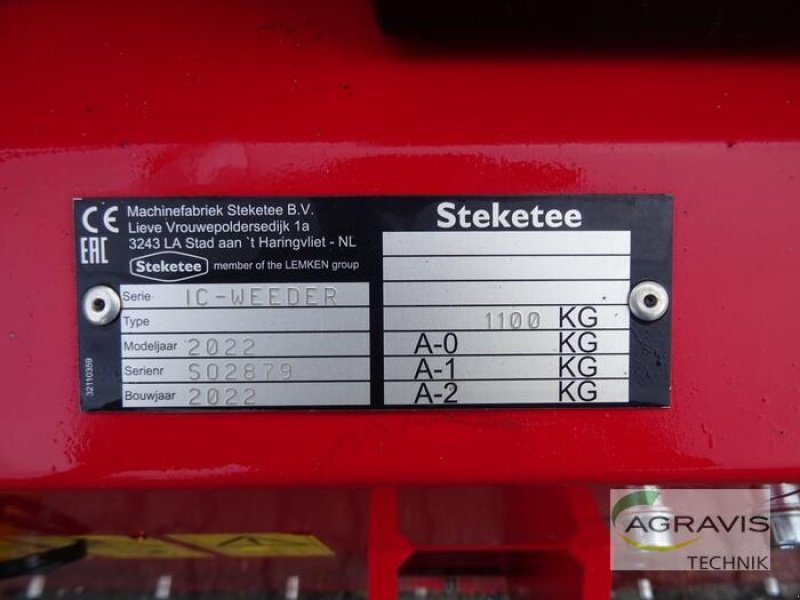 CE
EAC
Machinefabriek Steketee B.V.
Lieve Vrouwepoldersedijk 1a
3243 LA Stad aan `t Haringvliet - NL
Steketee member of the LEMKEN group
Serie IC-WEEDER
Type
Modeljaar 2022
Serienr SO2879
Bouwjaar 2022
32110359
Steketee
1100 KG
A-0 KG
A-1 KG
A-2 KG
AGRAVIS
TECHNIK